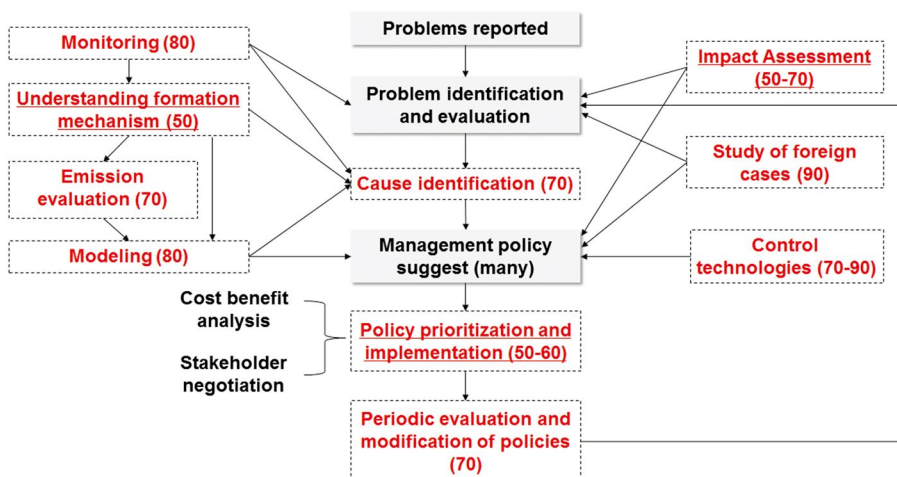 Problems reported
Monitoring (80)
Problem identification
and evaluation
Impact Assessment
(50-70)
Understanding formation
mechanism (50)
Study of foreign
cases (90)
Emission
evaluation (70)
Cause identification (70)
Modeling (80)
Management policy
suggest (many)
Control
technologies (70-90)
Cost benefit
analysis
Stakeholder
negotiation
Policy prioritization and
implementation (50-60)
Periodic evaluation and
modification of policies
(70)